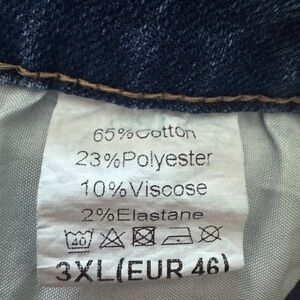 65%Cotton
23%Polyester
10%Viscose
2%Elastane
40
3XL(EUR 46)